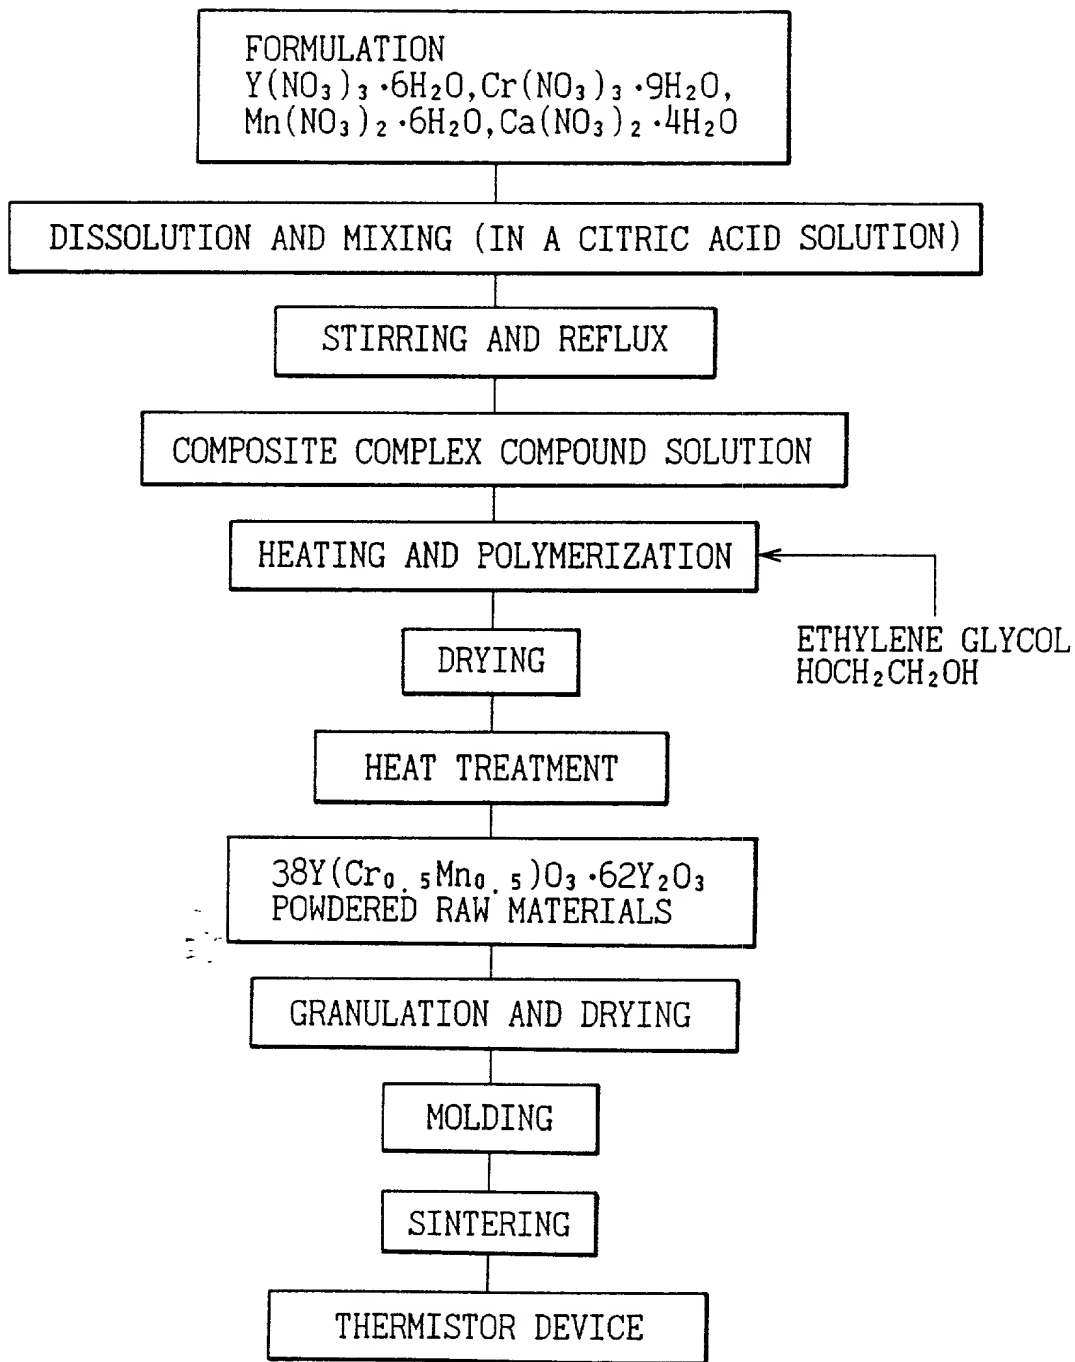 FORMULATION
Y(NO₃)₃·6H₂O,Cr(NO₃)₃·9H₂O,
Mn(NO₃)₂·6H₂O,Ca(NO₃)₂·4H₂O
DISSOLUTION AND MIXING (IN A CITRIC ACID SOLUTION)
STIRRING AND REFLUX
COMPOSITE COMPLEX COMPOUND SOLUTION
HEATING AND POLYMERIZATION
ETHYLENE GLYCOL
HOCH₂CH₂OH
DRYING
HEAT TREATMENT
38Y(Cr₀.₅Mn₀.₅)O₃·62Y₂O₃
POWDERED RAW MATERIALS
GRANULATION AND DRYING
MOLDING
SINTERING
THERMISTOR DEVICE